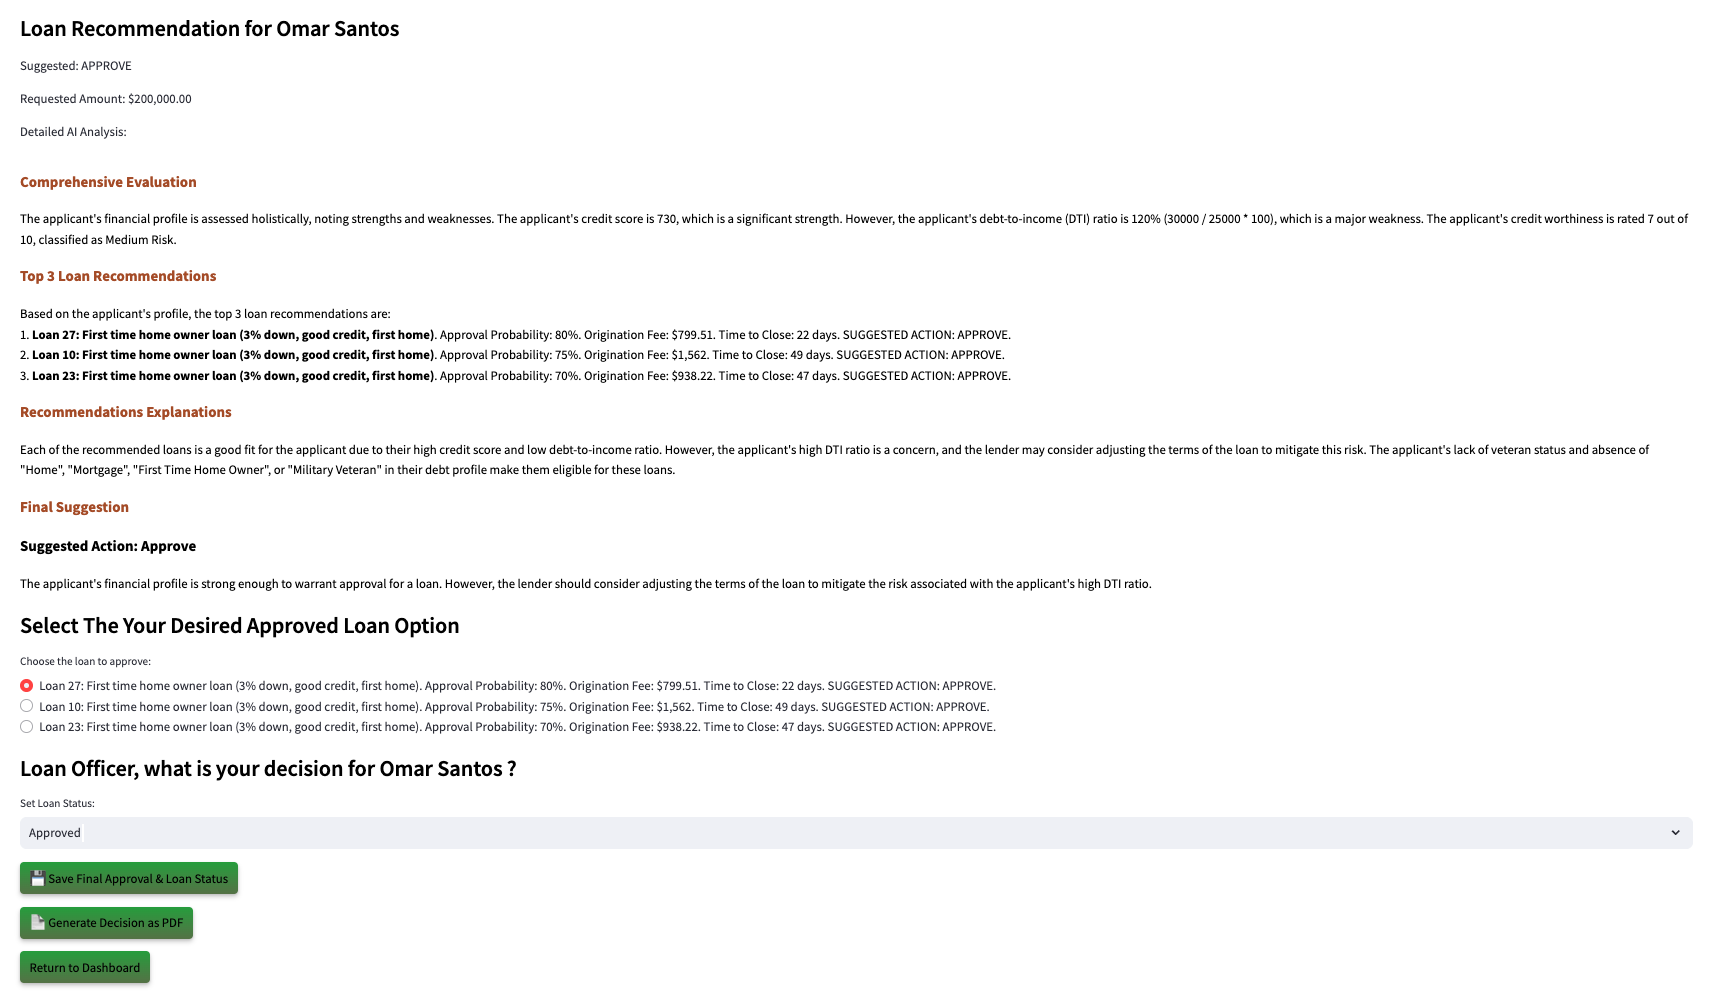 Loan Recommendation for Omar Santos
Suggested: APPROVE
Requested Amount: $200,000.00
Detailed AI Analysis:
Comprehensive Evaluation
The applicant's financial profile is assessed holistically, noting strengths and weaknesses. The applicant's credit score is 730, which is a significant strength. However, the applicant's debt-to-income (DTI) ratio is 120% (30000 / 25000 * 100), which is a major weakness. The applicant's credit worthiness is rated 7 out of
10, classified as Medium Risk.
Top 3 Loan Recommendations
Based on the applicant's profile, the top 3 loan recommendations are:
1. Loan 27: First time home owner loan (3% down, good credit, first home). Approval Probability: 80%. Origination Fee: $799.51. Time to Close: 22 days. SUGGESTED ACTION: APPROVE.
2. Loan 10: First time home owner loan (3% down, good credit, first home). Approval Probability: 75%. Origination Fee: $1,562. Time to Close: 49 days. SUGGESTED ACTION: APPROVE.
3. Loan 23: First time home owner loan (3% down, good credit, first home). Approval Probability: 70%. Origination Fee: $938.22. Time to Close: 47 days. SUGGESTED ACTION: APPROVE.
Recommendations Explanations
Each of the recommended loans is a good fit for the applicant due to their high credit score and low debt-to-income ratio. However, the applicant's high DTI ratio is a concern, and the lender may consider adjusting the terms of the loan to mitigate this risk. The applicant's lack of veteran status and absence of
"Home", "Mortgage", "First Time Home Owner", or "Military Veteran" in their debt profile make them eligible for these loans.
Final Suggestion
Suggested Action: Approve
The applicant's financial profile is strong enough to warrant approval for a loan. However, the lender should consider adjusting the terms of the loan to mitigate the risk associated with the applicant's high DTI ratio.
Select The Your Desired Approved Loan Option
Choose the loan to approve:
Loan 27: First time home owner loan (3% down, good credit, first home). Approval Probability: 80%. Origination Fee: $799.51. Time to Close: 22 days. SUGGESTED ACTION: APPROVE.
Loan 10: First time home owner loan (3% down, good credit, first home). Approval Probability: 75%. Origination Fee: $1,562. Time to Close: 49 days. SUGGESTED ACTION: APPROVE.
Loan 23: First time home owner loan (3% down, good credit, first home). Approval Probability: 70%. Origination Fee: $938.22. Time to Close: 47 days. SUGGESTED ACTION: APPROVE.
Loan Officer, what is your decision for Omar Santos ?
Set Loan Status:
Approved
Save Final Approval & Loan Status
Generate Decision as PDF
Return to Dashboard